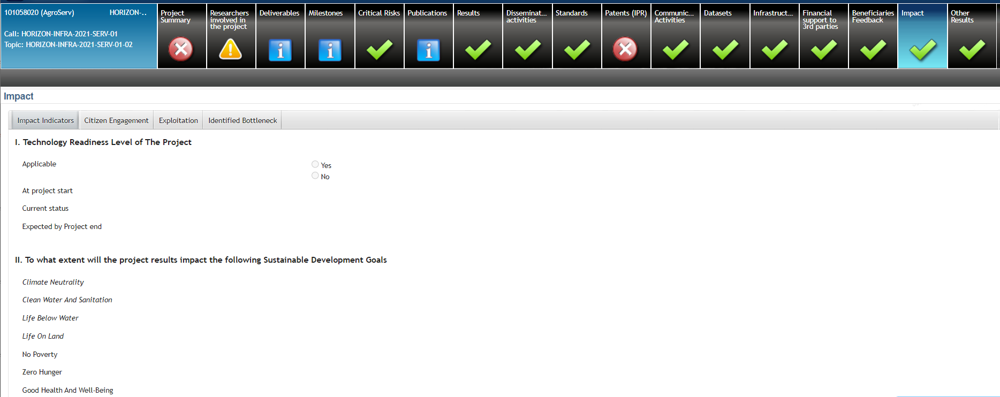 101058020 (AgroServ) HORIZON-..
Call: HORIZON-INFRA-2021-SERV-01
Topic: HORIZON-INFRA-2021-SERV-01-02
Project
Summary
Researchers
involved in
the project
Deliverables
Milestones
Critical Risks
Publications
Results
Disseminat...
activities
Standards
Patents (IPR)
Communic...
Activities
Datasets
Infrastruct...
Financial
support to
3rd parties
Beneficiaries
Feedback
Impact
Other
Results
Impact
Impact Indicators Citizen Engagement Exploitation Identified Bottleneck
I. Technology Readiness Level of The Project
Applicable Yes
No
At project start
Current status
Expected by Project end
II. To what extent will the project results impact the following Sustainable Development Goals
Climate Neutrality
Clean Water And Sanitation
Life Below Water
Life On Land
No Poverty
Zero Hunger
Good Health And Well-Being